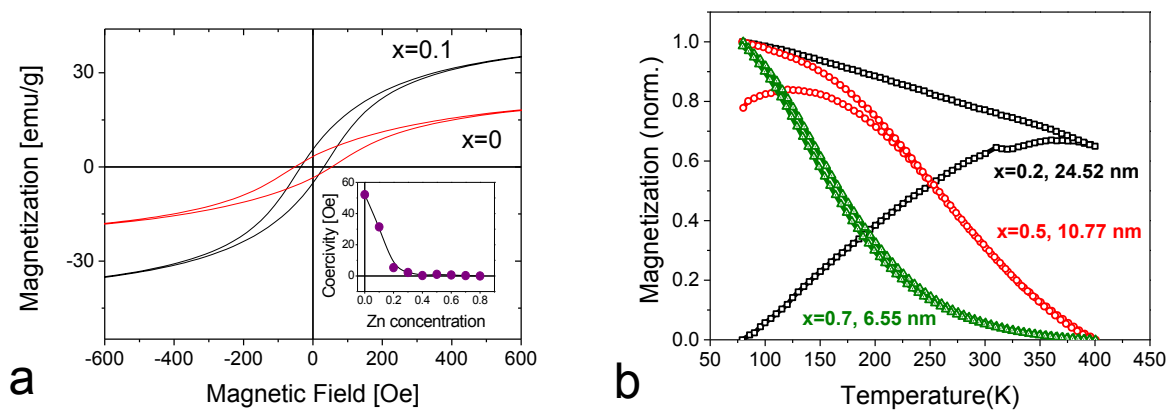 x=0.1
x=0
Magnetization [emu/g]
30
0
-30
-600 -400 -200 0 200 400 600
Magnetic Field [Oe]
Coercivity [Oe]
60
40
20
0
0.0 0.2 0.4 0.6 0.8
Zn concentration
a
Magnetization (norm.)
1.0
0.8
0.6
0.4
0.2
0.0
x=0.2, 24.52 nm
x=0.5, 10.77 nm
x=0.7, 6.55 nm
50 100 150 200 250 300 350 400 450
Temperature(K)
b